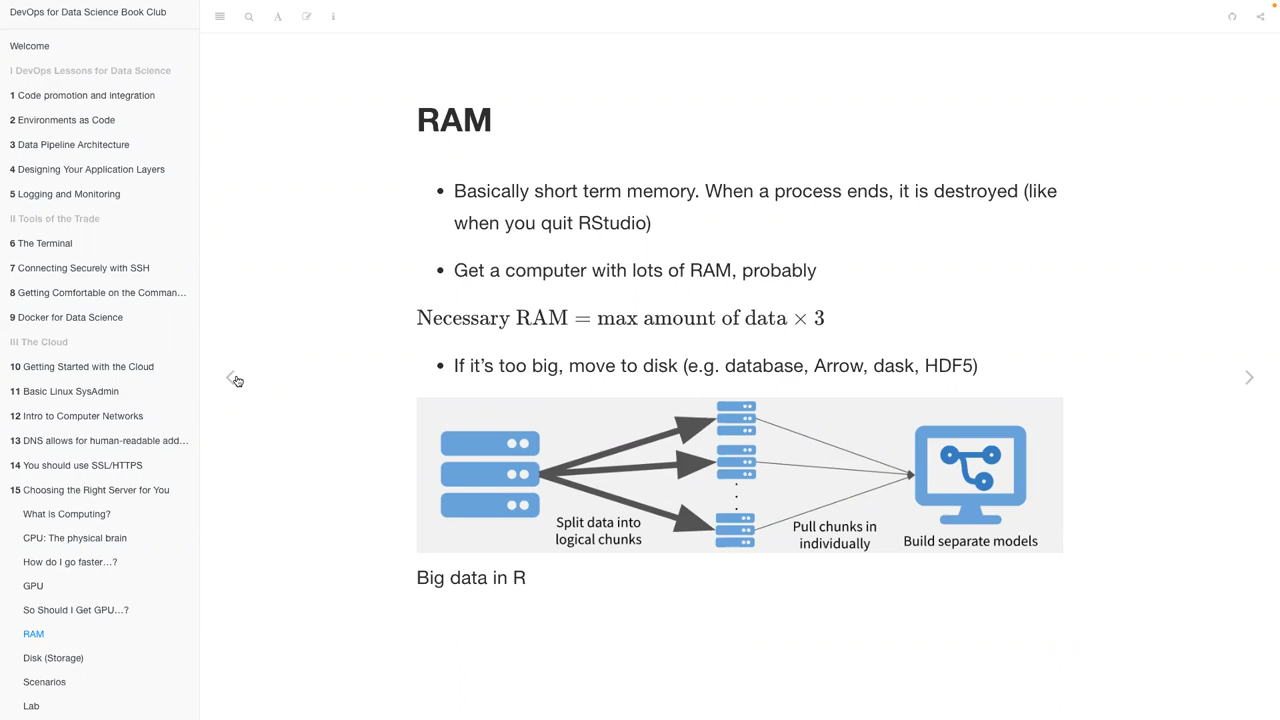 DevOps for Data Science Book Club
Welcome
I DevOps Lessons for Data Science
1 Code promotion and integration
2 Environments as Code
3 Data Pipeline Architecture
4 Designing Your Application Layers
5 Logging and Monitoring
II Tools of the Trade
6 The Terminal
7 Connecting Securely with SSH
8 Getting Comfortable on the Comman…
9 Docker for Data Science
III The Cloud
10 Getting Started with the Cloud
11 Basic Linux SysAdmin
12 Intro to Computer Networks
13 DNS allows for human-readable add…
14 You should use SSL/HTTPS
15 Choosing the Right Server for You
What is Computing?
CPU: The physical brain
How do I go faster…?
GPU
So Should I Get GPU…?
RAM
Disk (Storage)
Scenarios
Lab
A
i
RAM
• Basically short term memory. When a process ends, it is destroyed (like
when you quit RStudio)
• Get a computer with lots of RAM, probably
Necessary RAM = max amount of data × 3
• If it's too big, move to disk (e.g. database, Arrow, dask, HDF5)
Split data into
logical chunks
Pull chunks in
individually
Build separate models
Big data in R